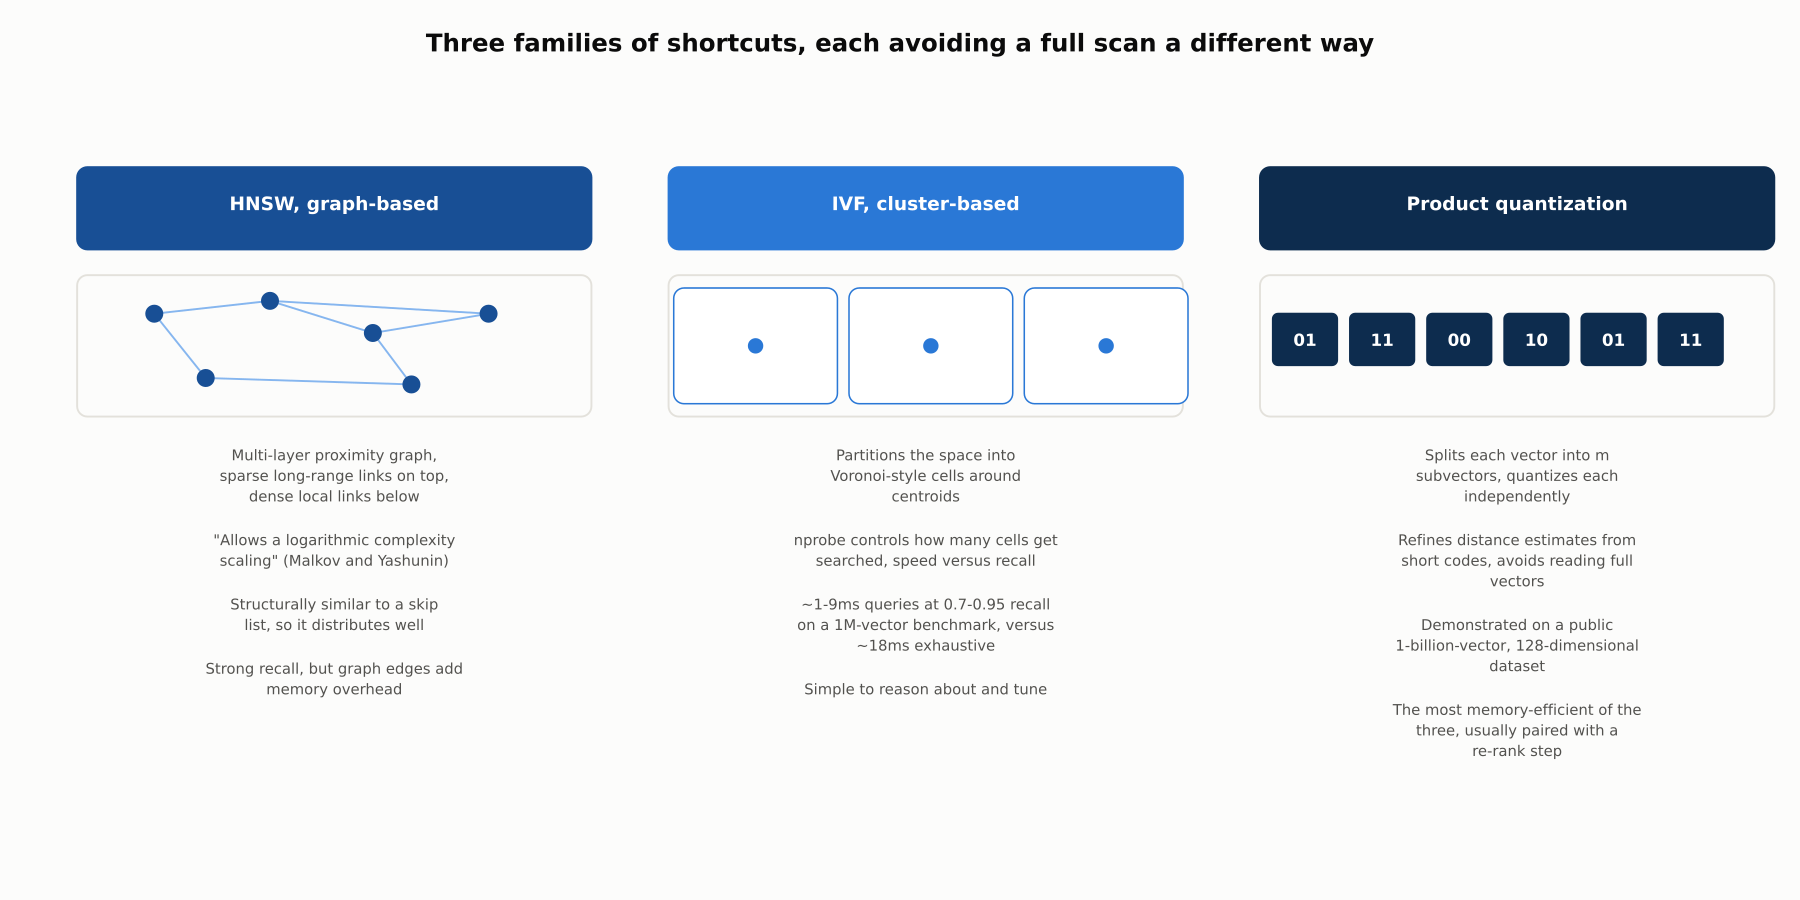 Three families of shortcuts, each avoiding a full scan a different way
HNSW, graph-based
Multi-layer proximity graph,
sparse long-range links on top,
dense local links below
"Allows a logarithmic complexity
scaling" (Malkov and Yashunin)
Structurally similar to a skip
list, so it distributes well
Strong recall, but graph edges add
memory overhead
IVF, cluster-based
Partitions the space into
Voronoi-style cells around
centroids
nprobe controls how many cells get
searched, speed versus recall
~1-9ms queries at 0.7-0.95 recall
on a 1M-vector benchmark, versus
~18ms exhaustive
Simple to reason about and tune
Product quantization
01 11 00 10 01 11
Splits each vector into m
subvectors, quantizes each
independently
Refines distance estimates from
short codes, avoids reading full
vectors
Demonstrated on a public
1-billion-vector, 128-dimensional
dataset
The most memory-efficient of the
three, usually paired with a
re-rank step